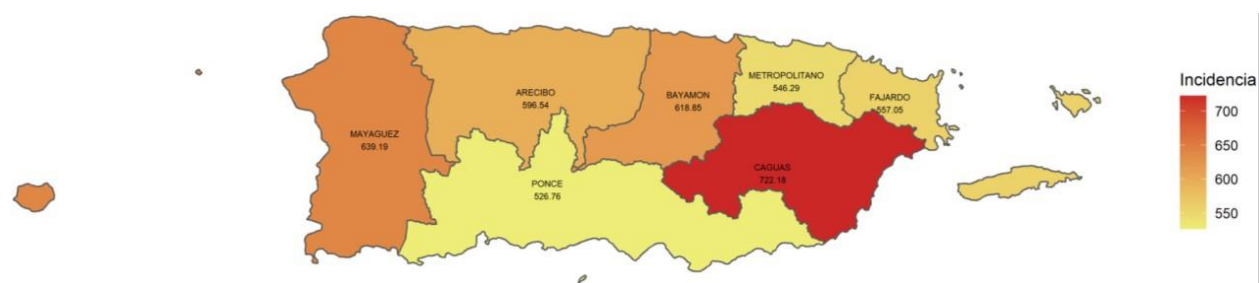 METROPOLITANO
546.29
ARECIBO
596.54
BAYAMON
618.85
FAJARDO
557.05
MAYAGUEZ
639.19
CAGUAS
722.18
PONCE
526.76
Incidencia
700
650
600
550